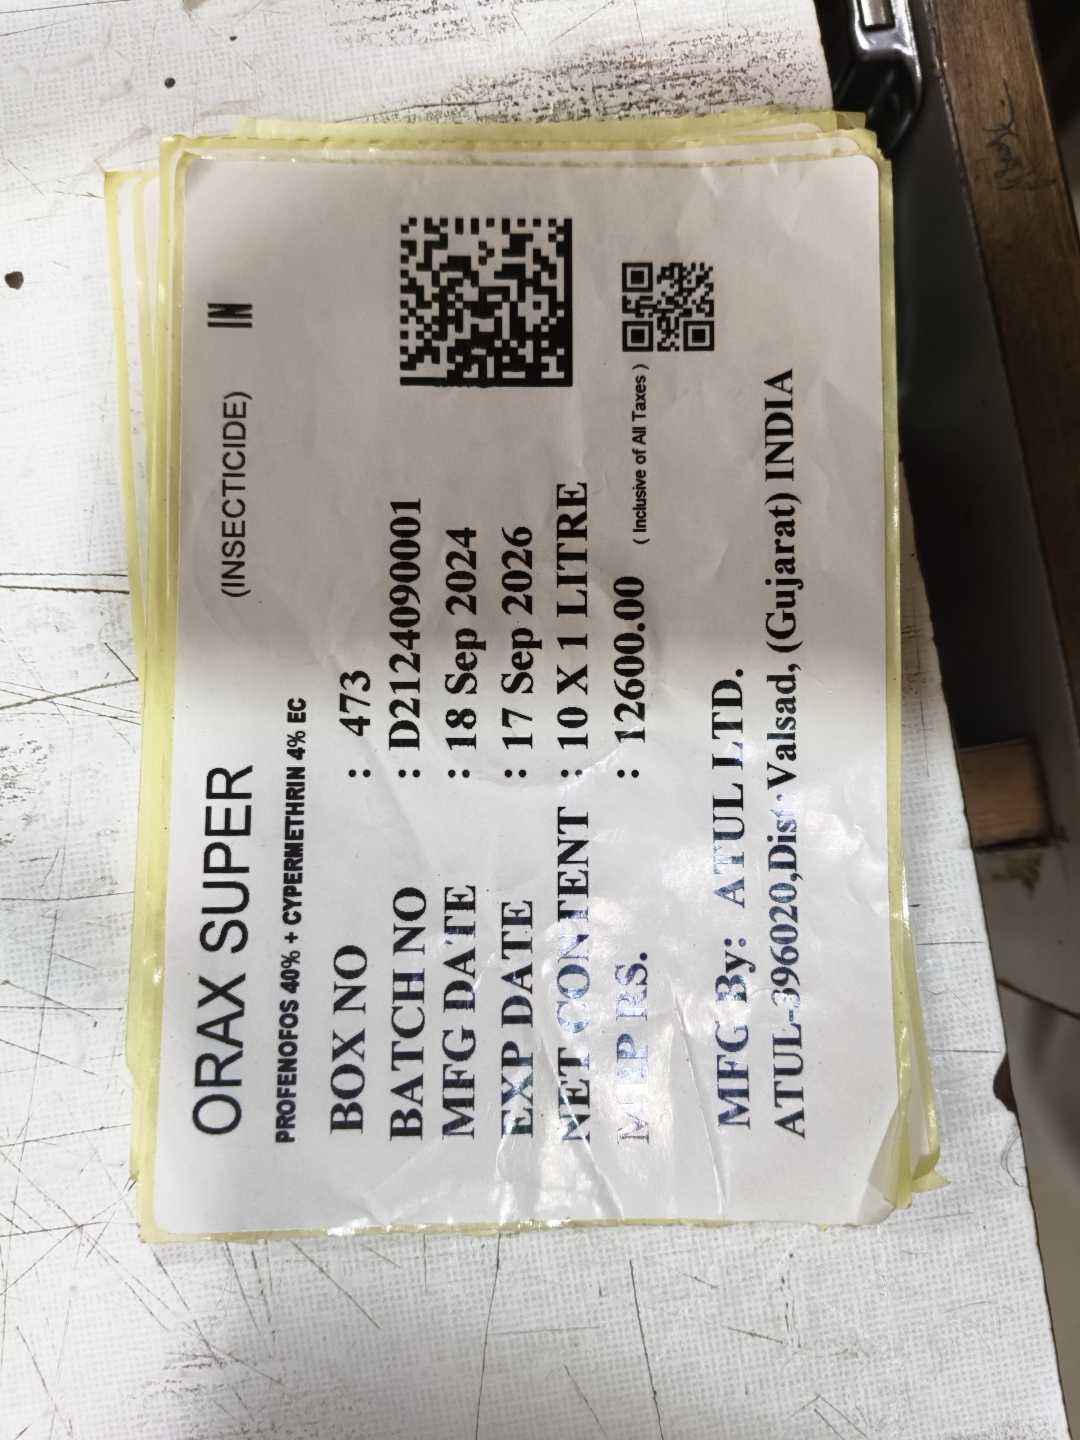 ORAX SUPER (INSECTICIDE) IN
PROFENOFOS 40% + CYPERMETHRIN 4% EC
BOX NO : 473
BATCH NO : D2124090001
MFG DATE : 18 Sep 2024
EXP DATE : 17 Sep 2026
NET CONTENT : 10 X 1 LITRE
MRP RS. : 12600.00 ( Inclusive of All Taxes )
MFG By: ATUL LTD.
ATUL-396020,Dist: Valsad, (Gujarat) INDIA